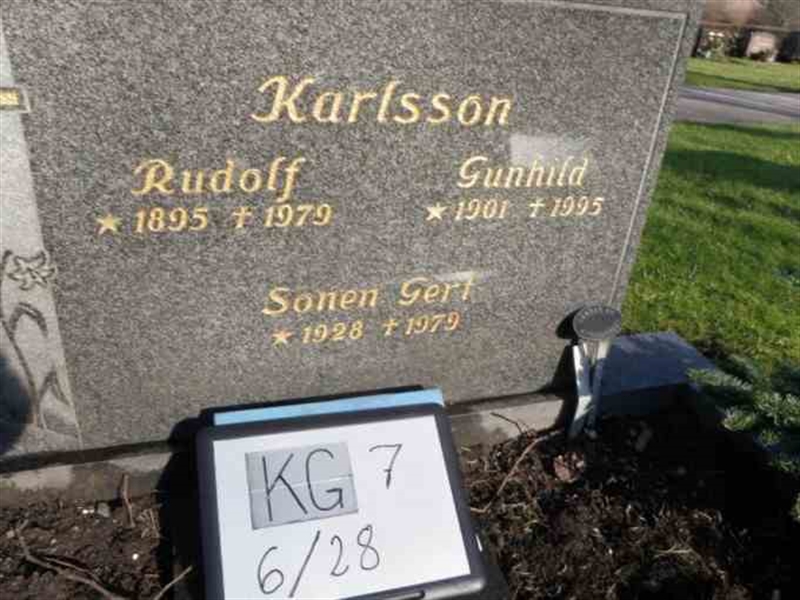 Karlsson
Rudolf Gunhild
★ 1895 ✝ 1979 ★ 1901 ✝ 1995
Sonen Gert
★ 1928 ✝ 1979
KG 7
6/28